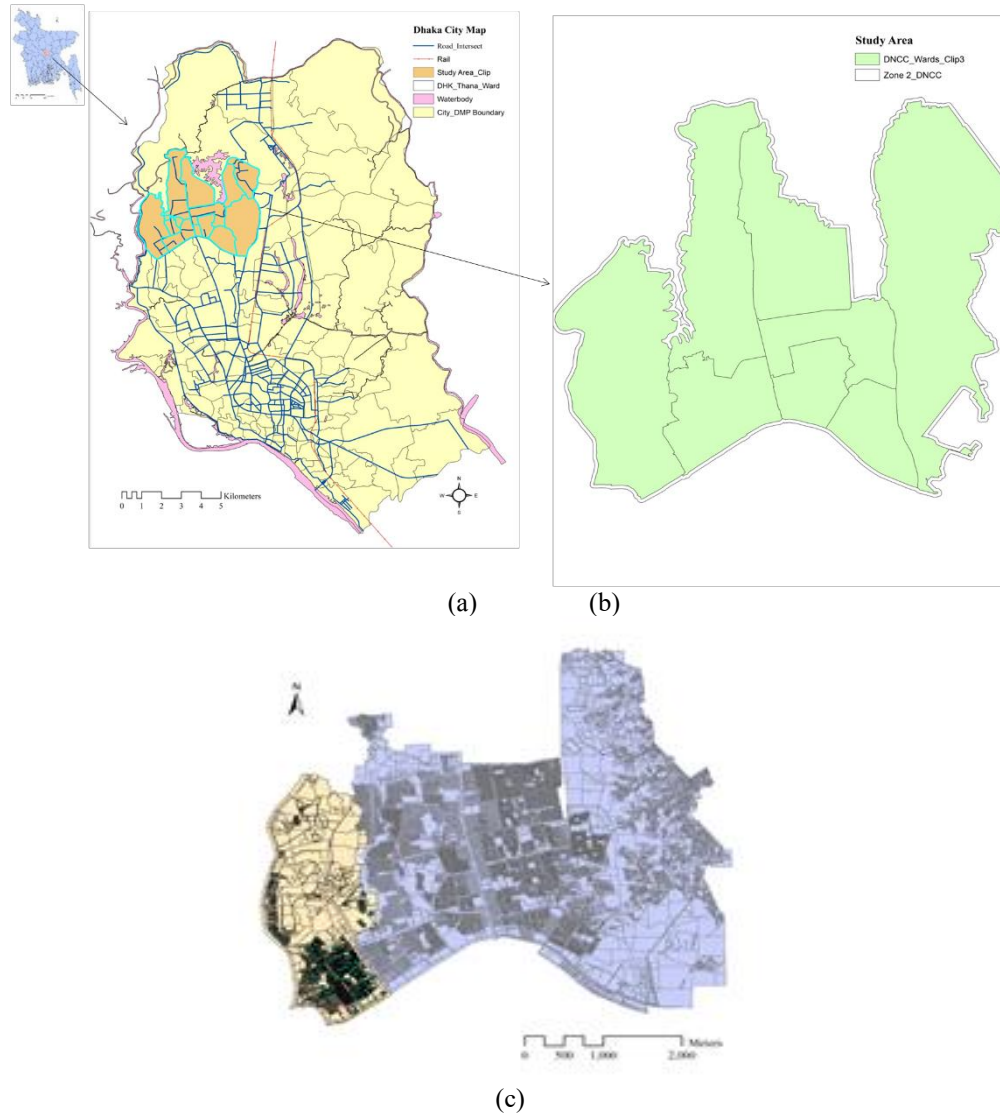 Dhaka City Map
Road_Intersect
Rail
Study Area_Clip
DHK_Thana_Ward
Waterbody
City_DMP Boundary
Kilometers
0 1 2 3 4 5
N
W E
S
Study Area
DNCC_Wards_Clip3
Zone 2_DNCC
(a) (b)
N
Meters
0 500 1,000 2,000
(c)